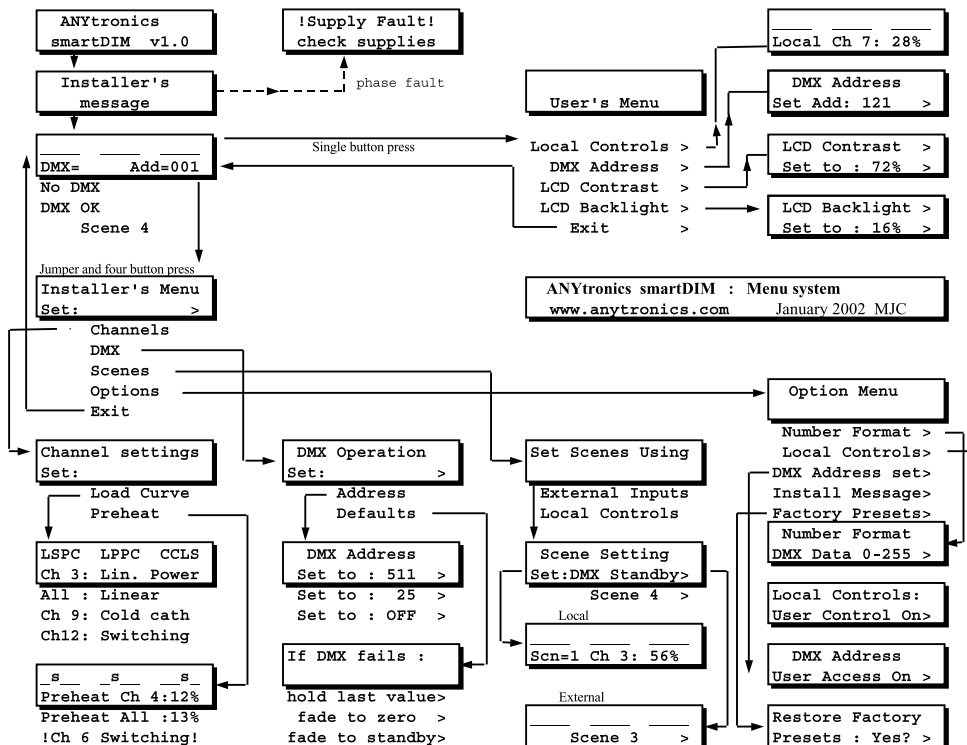 ANYtronics
smartDIM v1.0
!Supply Fault!
check supplies
Local Ch 7: 28%
Installer's
message
phase fault
User's Menu
DMX Address
Set Add: 121 >
DMX= Add=001
No DMX
DMX OK
Scene 4
Single button press
Local Controls >
DMX Address >
LCD Contrast >
LCD Backlight >
Exit >
LCD Contrast >
Set to : 72% >
LCD Backlight >
Set to : 16% >
Jumper and four button press
Installer's Menu
Set: >
ANYtronics smartDIM : Menu system
www.anytronics.com January 2002 MJC
Channels
DMX
Scenes
Options
Exit
Channel settings
Set:
Load Curve
Preheat
LSPC LPPC CCLS
Ch 3: Lin. Power
All : Linear
Ch 9: Cold cath
Ch12: Switching
_s__ __s__ __s_
Preheat Ch 4:12%
Preheat All :13%
!Ch 6 Switching!
DMX Operation
Set: >
Address
Defaults
DMX Address
Set to : 511 >
Set to : 25 >
Set to : OFF >
If DMX fails :
hold last value>
fade to zero >
fade to standby>
Set Scenes Using
External Inputs
Local Controls
Scene Setting
Set:DMX Standby>
Scene 4 >
Local
Scn=1 Ch 3: 56%
External
Scene 3 >
Option Menu
Number Format >
Local Controls>
DMX Address set>
Install Message>
Factory Presets>
Number Format
DMX Data 0-255 >
Local Controls:
User Control On>
DMX Address
User Access On >
Restore Factory
Presets : Yes? >